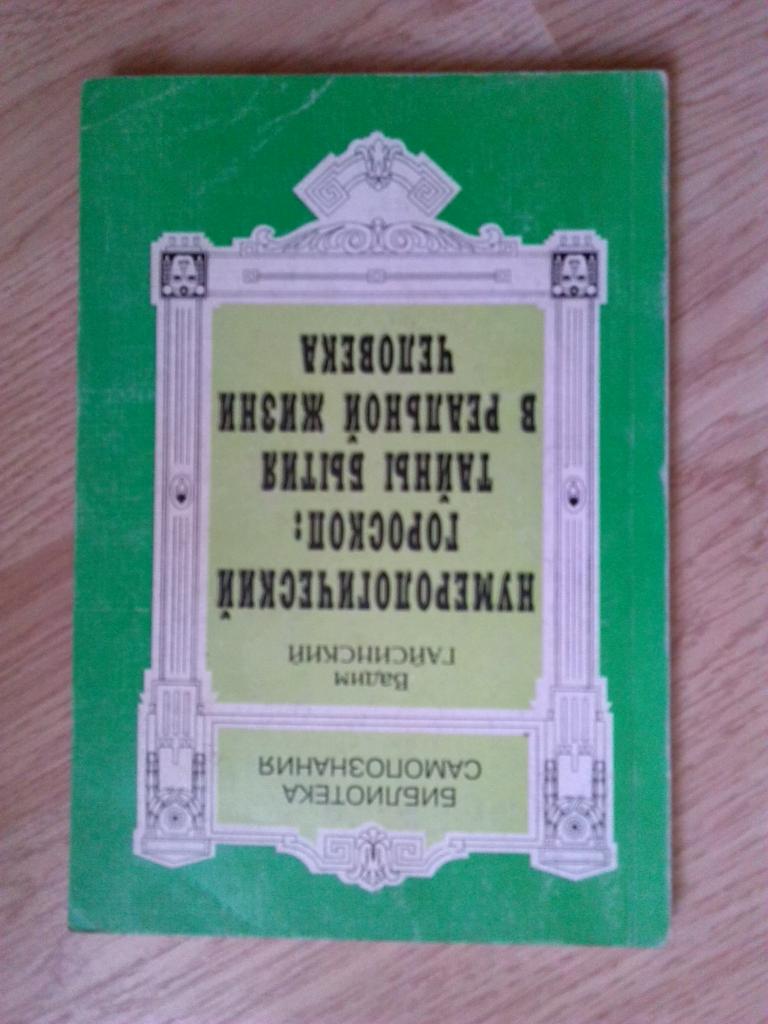 БИБЛИОТЕКА
САМОПОЗНАНИЯ
Вадим
ГАЙСИНСКИЙ
НУМЕРОЛОГИЧЕСКИЙ
ГОРОСКОП:
ТАЙНЫ БЫТИЯ
В РЕАЛЬНОЙ ЖИЗНИ
ЧЕЛОВЕКА